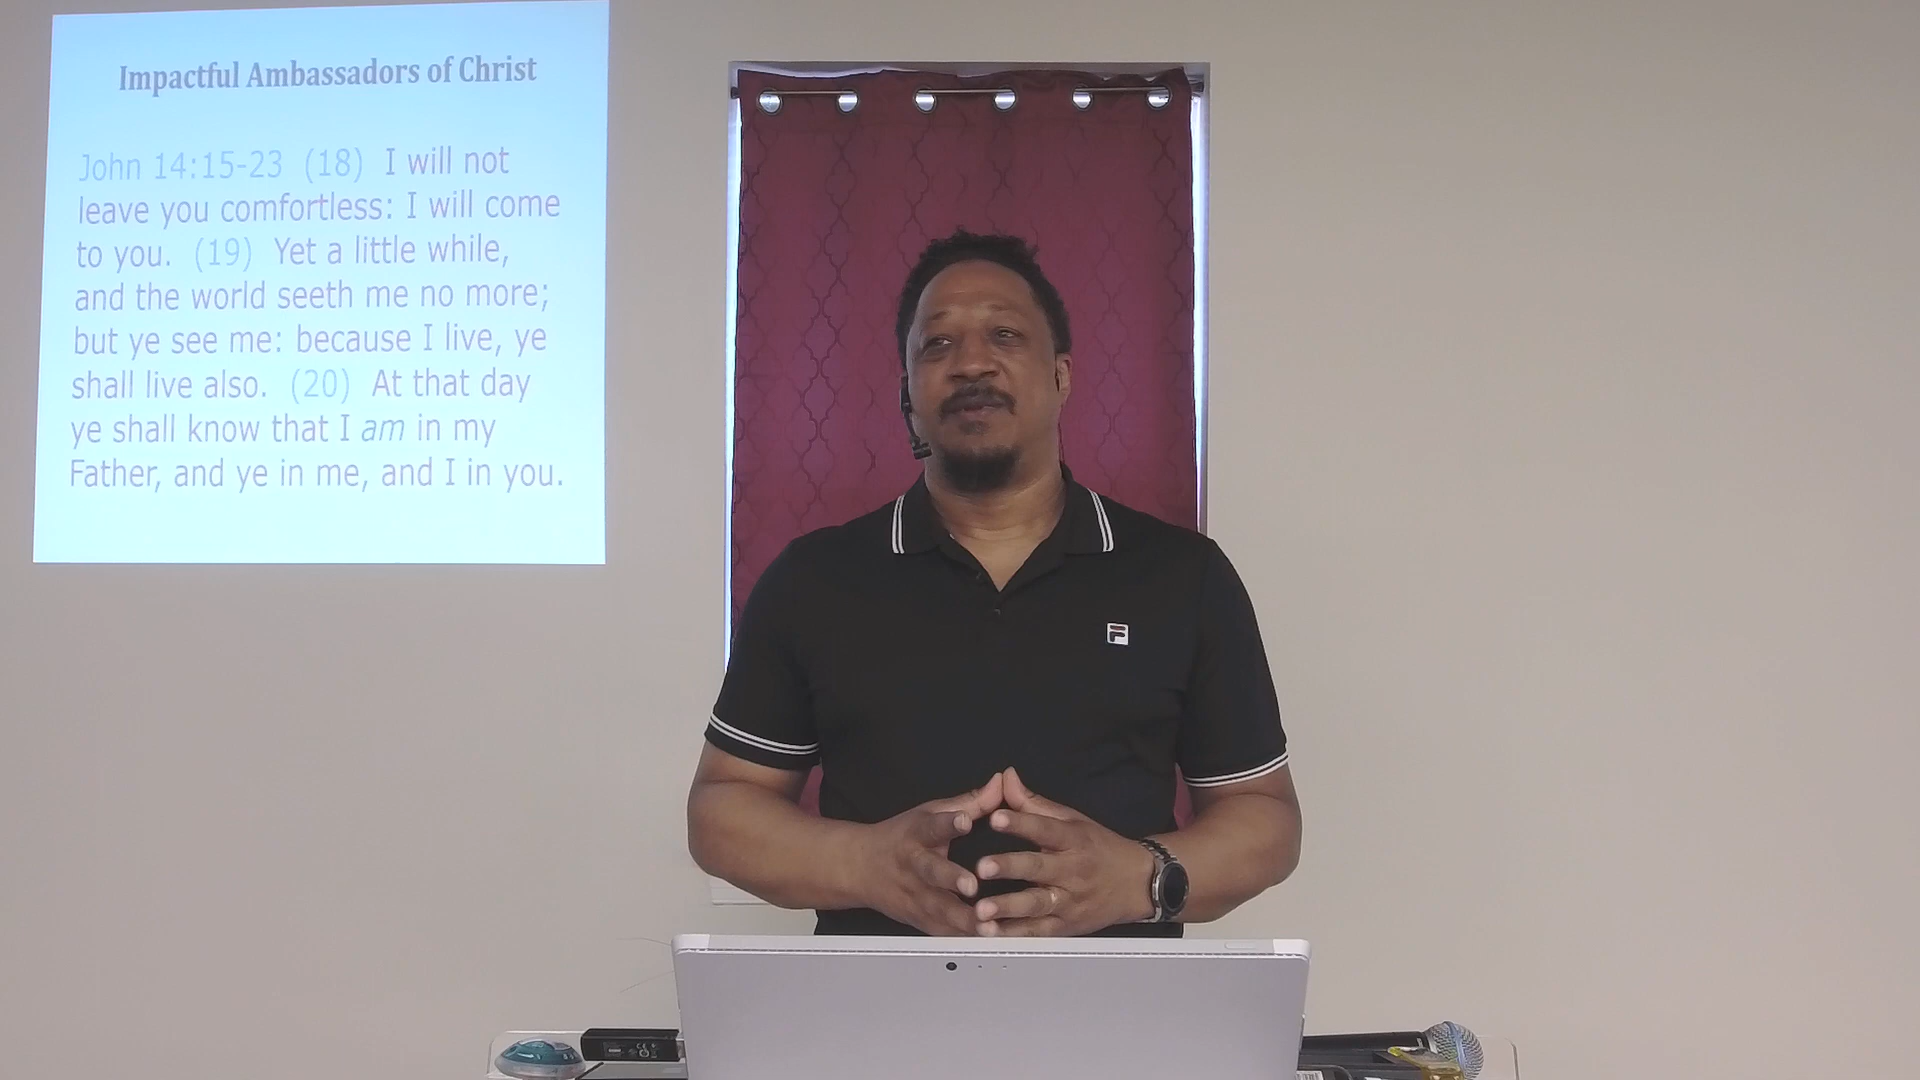 Impactful Ambassadors of Christ
John 14:15-23 (18) I will not
leave you comfortless: I will come
to you. (19) Yet a little while,
and the world seeth me no more;
but ye see me: because I live, ye
shall live also. (20) At that day
ye shall know that I am in my
Father, and ye in me, and I in you.